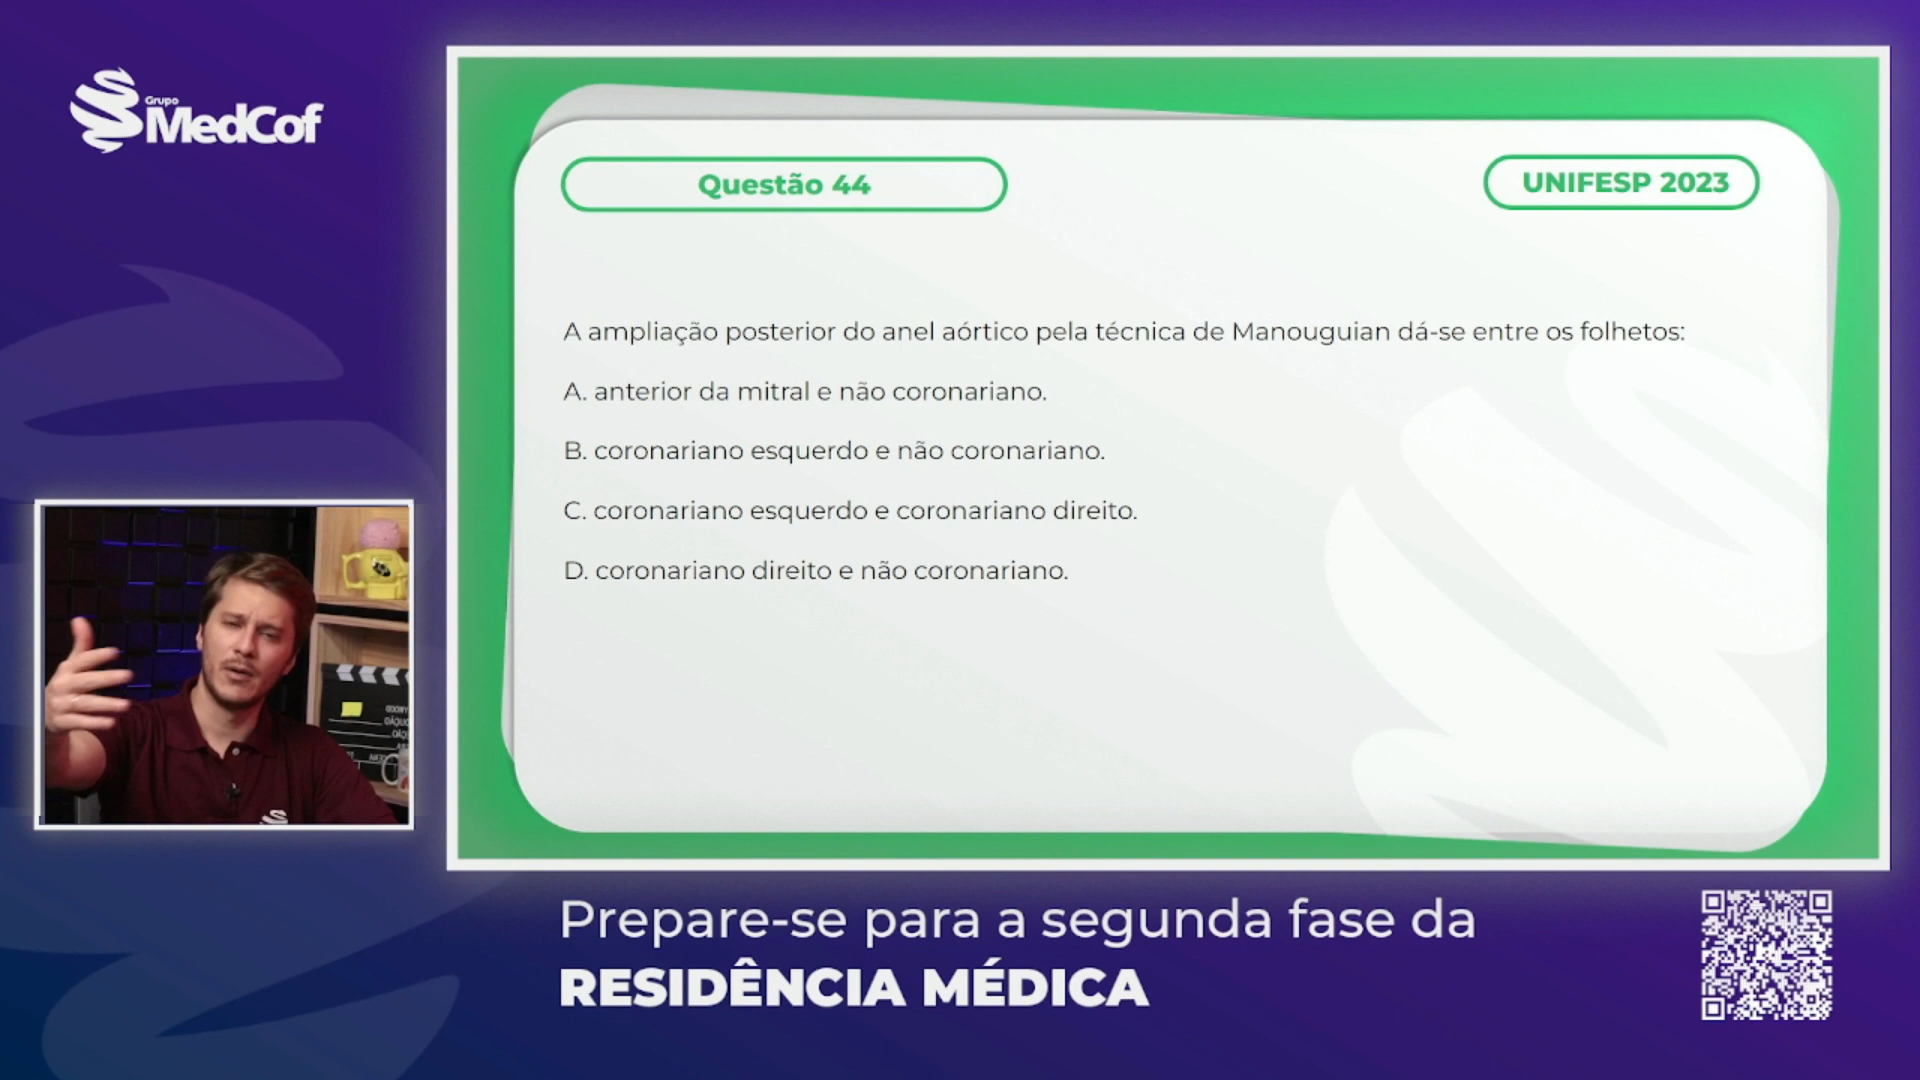 Grupo
MedCof
Questão 44
UNIFESP 2023
A ampliação posterior do anel aórtico pela técnica de Manouguian dá-se entre os folhetos:
A. anterior da mitral e não coronariano.
B. coronariano esquerdo e não coronariano.
C. coronariano esquerdo e coronariano direito.
D. coronariano direito e não coronariano.
Prepare-se para a segunda fase da
RESIDÊNCIA MÉDICA